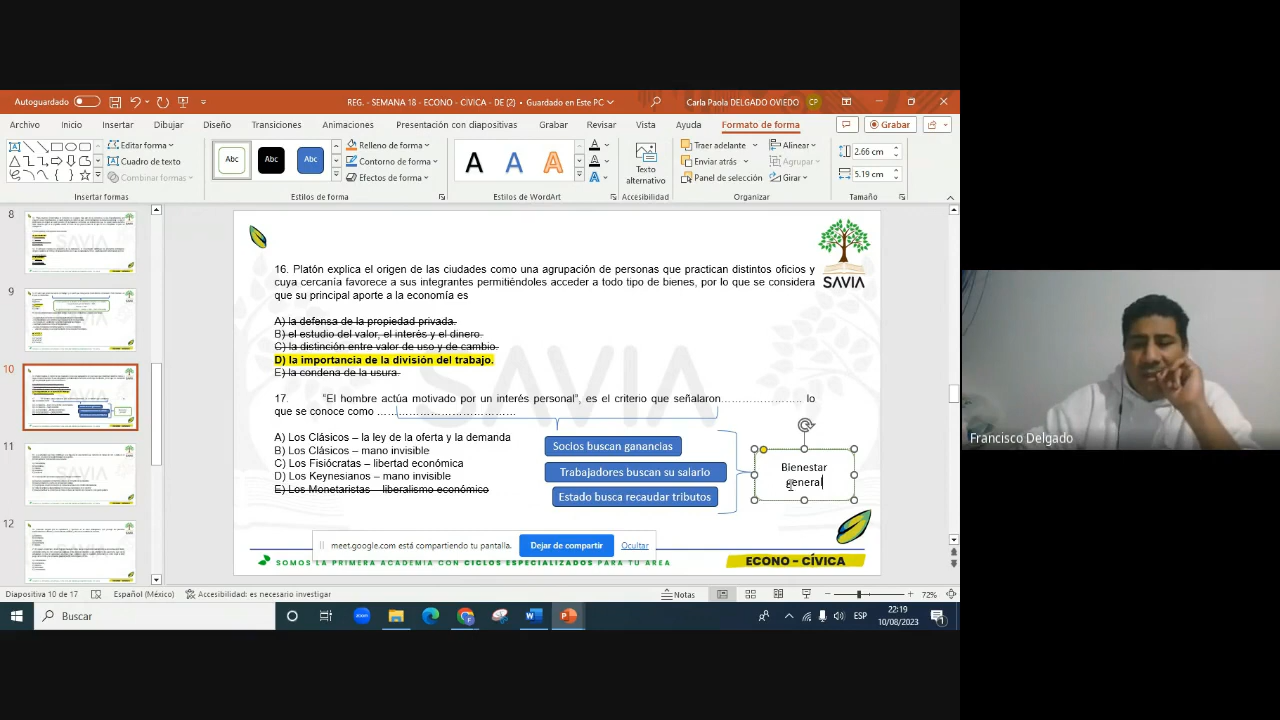 Autoguardado
REG. - SEMANA 18 - ECONO - CIVICA - DE (2) • Guardado en Este PC
Carla Paola DELGADO OVIEDO CP
Archivo Inicio Insertar Dibujar Diseño Transiciones Animaciones Presentación con diapositivas Grabar Revisar Vista Ayuda Formato de forma Grabar
Editar forma
Cuadro de texto
Combinar formas
Insertar formas
Abc Abc Abc
Relleno de forma
Contorno de forma
Efectos de forma
Estilos de forma
A A A
Estilos de WordArt
Texto
alternativo
Accesibilidad
Traer adelante
Enviar atrás
Panel de selección
Alinear
Agrupar
Girar
Organizar
2.66 cm
5.19 cm
Tamaño
8
9
10
11
12
SAVIA
16. Platón explica el origen de las ciudades como una agrupación de personas que practican distintos oficios y
cuya cercanía favorece a sus integrantes permitiéndoles acceder a todo tipo de bienes, por lo que se considera
que su principal aporte a la economía es
A) la defensa de la propiedad privada.
B) el estudio del valor, el interés y el dinero.
C) la distinción entre valor de uso y de cambio.
D) la importancia de la división del trabajo.
E) la condena de la usura.
17. "El hombre actúa motivado por un interés personal", es el criterio que señalaron………………… lo
que se conoce como ……………………………
A) Los Clásicos – la ley de la oferta y la demanda
B) Los Clásicos – mano invisible
C) Los Fisiócratas – libertad económica
D) Los Keynesianos – mano invisible
E) Los Monetaristas – liberalismo económico
Socios buscan ganancias
Trabajadores buscan su salario
Estado busca recaudar tributos
Bienestar
general
SAVIA
meet.google.com está compartiendo tu pantalla.
Dejar de compartir
Ocultar
SOMOS LA PRIMERA ACADEMIA CON CICLOS ESPECIALIZADOS PARA TU AREA
ECONO - CÍVICA
Diapositiva 10 de 17
Español (México)
Accesibilidad: es necesario investigar
Notas
72%
Buscar
ESP
22:19
10/08/2023
Francisco Delgado